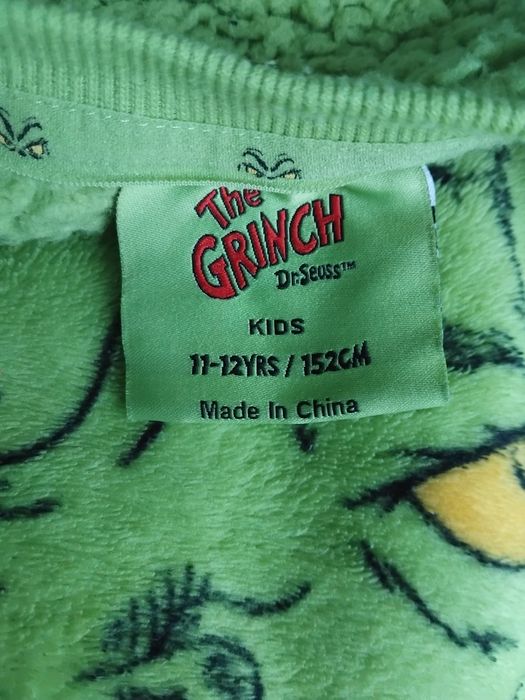 The
GRINCH
Dr. Seuss™
KIDS
11-12YRS / 152CM
Made In China